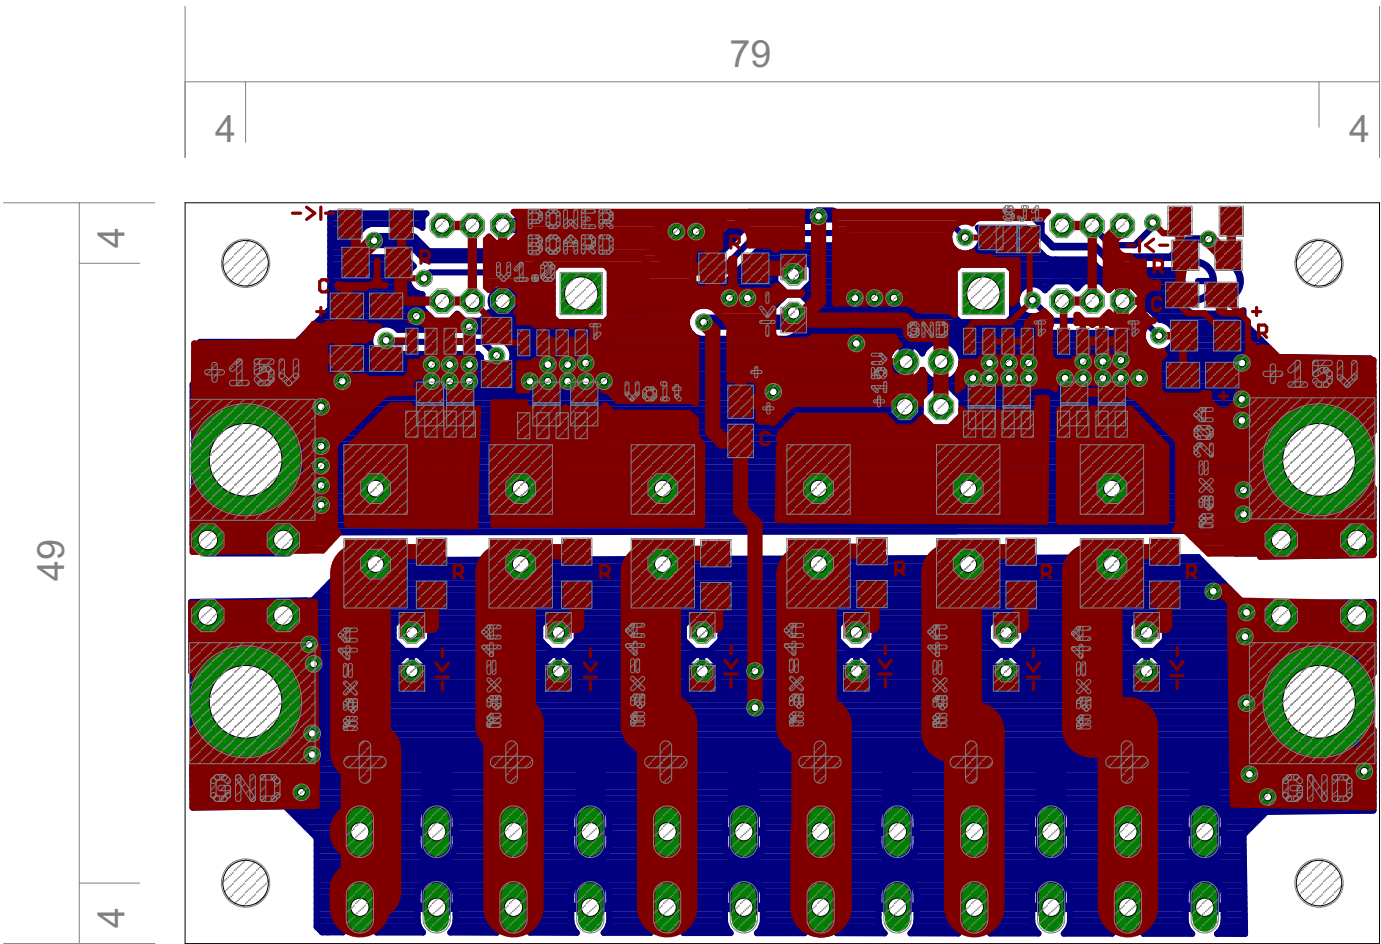 79
4
4
4
->|-
POWER
BOARD
V1.0
R
SJ1
R
C
R
+
+
R
GND
+15V
Volt
+15V
+
+
C
+15V
+
max=20A
49
R
R
R
R
R
max=4A
max=4A
max=4A
max=4A
max=4A
max=4A
GND
GND
4